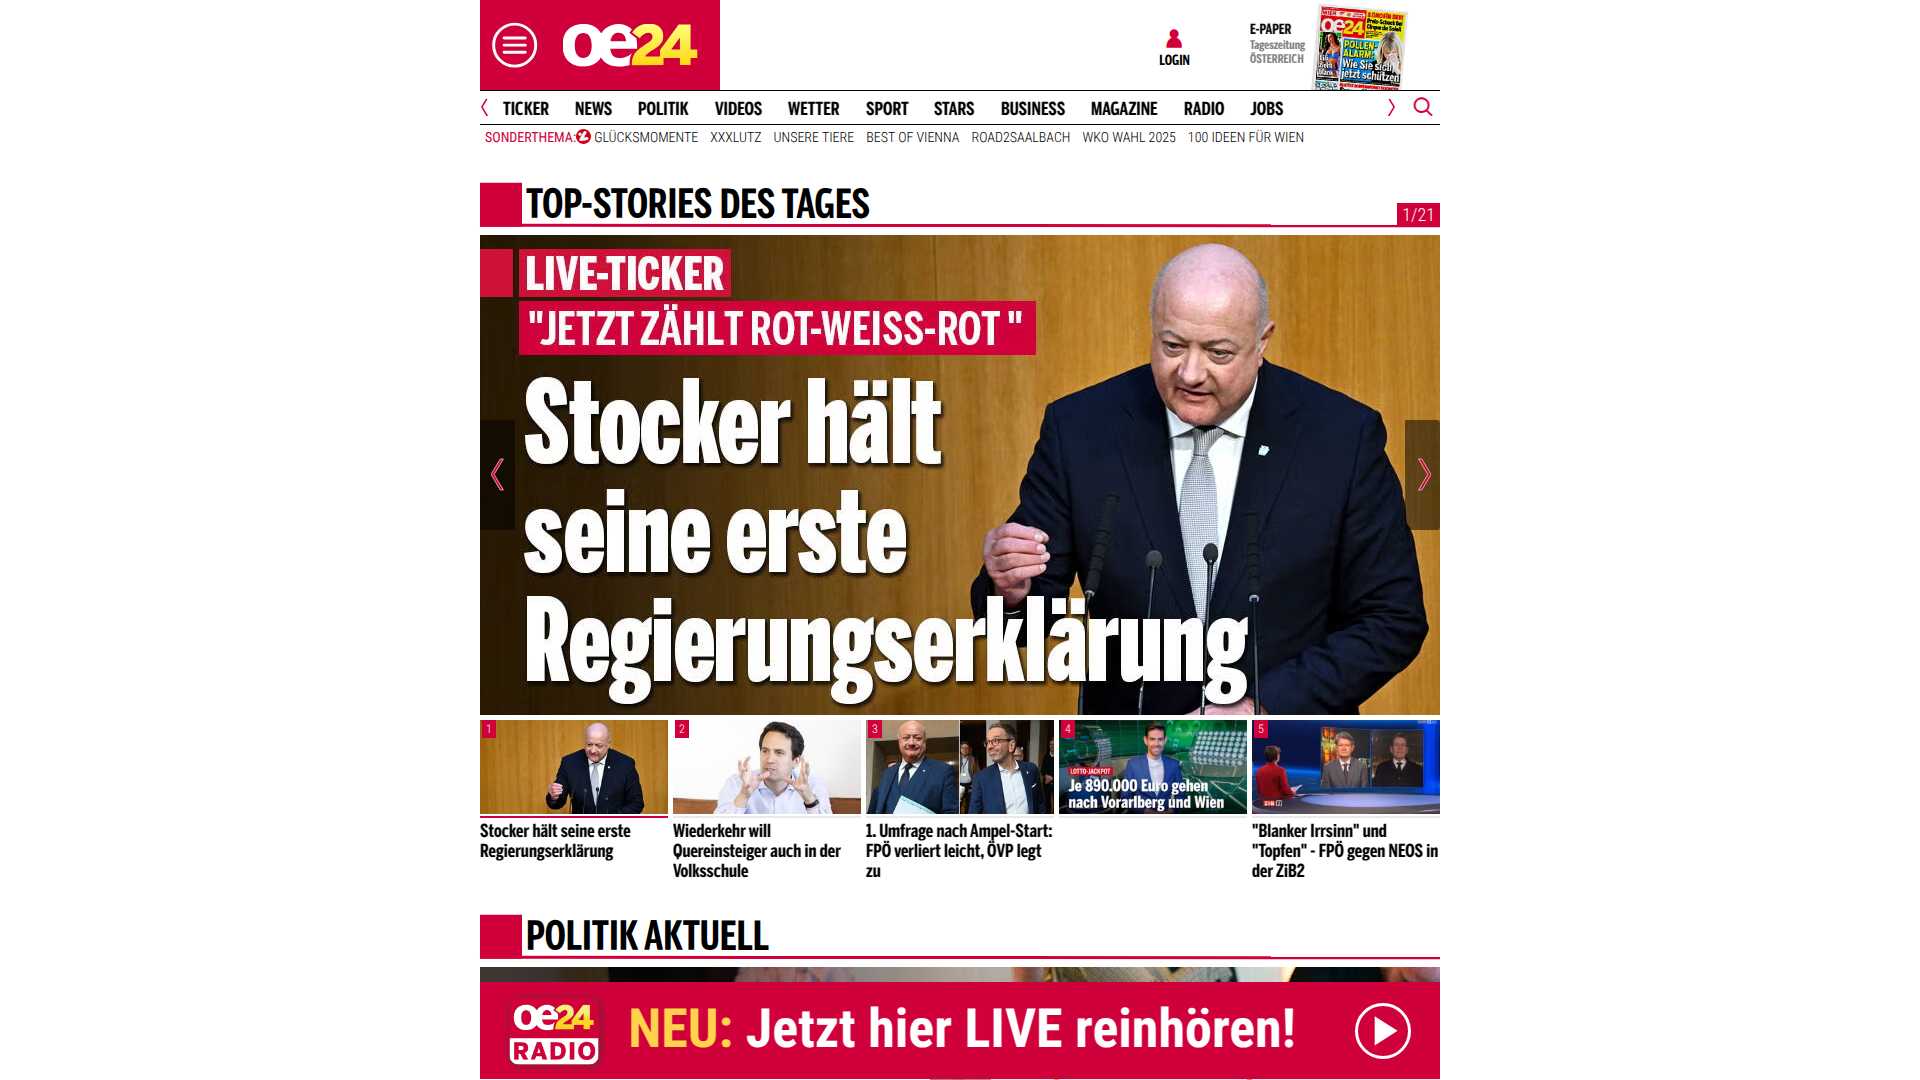 oe24
LOGIN
E-PAPER
Tageszeitung
ÖSTERREICH
oe24
POLLEN-
ALARM:
Wie Sie sich
jetzt schützen
TICKER NEWS POLITIK VIDEOS WETTER SPORT STARS BUSINESS MAGAZINE RADIO JOBS
SONDERTHEMA: GLÜCKSMOMENTE XXXLUTZ UNSERE TIERE BEST OF VIENNA ROAD2SAALBACH WKO WAHL 2025 100 IDEEN FÜR WIEN
TOP-STORIES DES TAGES
1/21
LIVE-TICKER
"JETZT ZÄHLT ROT-WEISS-ROT "
Stocker hält
seine erste
Regierungserklärung
1
Stocker hält seine erste
Regierungserklärung
2
Wiederkehr will
Quereinsteiger auch in der
Volksschule
3
1. Umfrage nach Ampel-Start:
FPÖ verliert leicht, ÖVP legt
zu
4
LOTTO-JACKPOT
Je 890.000 Euro gehen
nach Vorarlberg und Wien
5
"Blanker Irrsinn" und
"Topfen" - FPÖ gegen NEOS in
der ZiB2
POLITIK AKTUELL
oe24
RADIO
NEU: Jetzt hier LIVE reinhören!